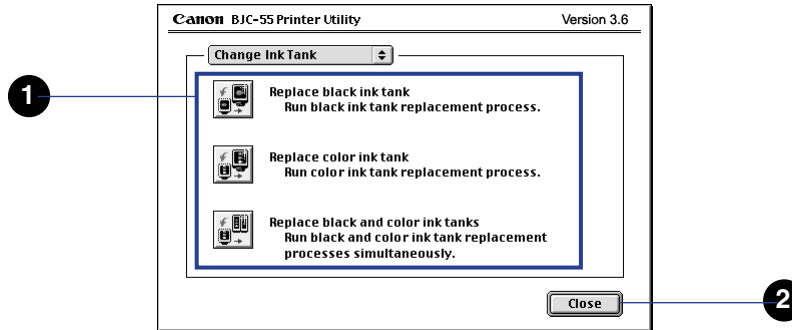 Canon BJC-55 Printer Utility Version 3.6
Change Ink Tank
1
Replace black ink tank
Run black ink tank replacement process.
Replace color ink tank
Run color ink tank replacement process.
Replace black and color ink tanks
Run black and color ink tank replacement
processes simultaneously.
Close
2